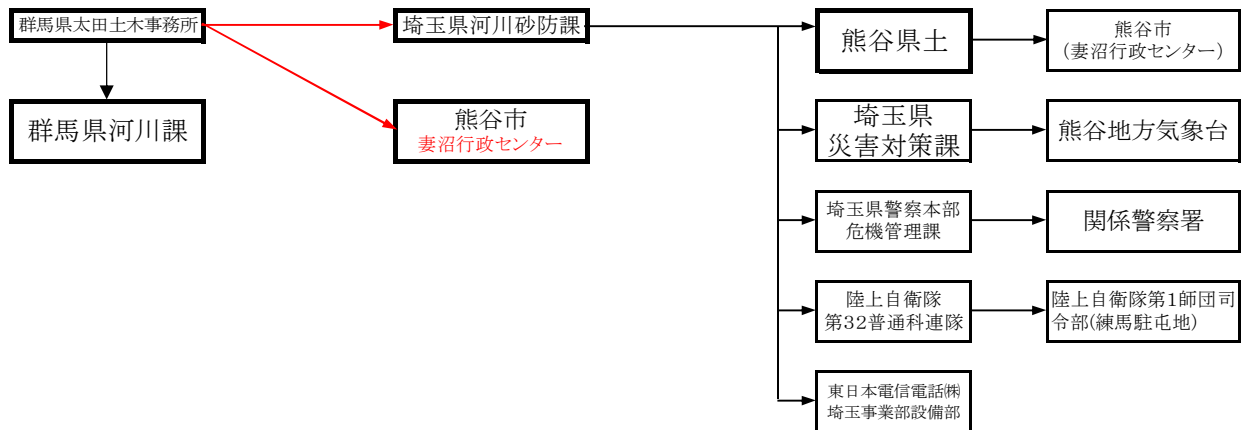 群馬県太田土木事務所
埼玉県河川砂防課
熊谷県土
熊谷市
(妻沼行政センター)
群馬県河川課
熊谷市
妻沼行政センター
埼玉県
災害対策課
熊谷地方気象台
埼玉県警察本部
危機管理課
関係警察署
陸上自衛隊
第32普通科連隊
陸上自衛隊第1師団司
令部(練馬駐屯地)
東日本電信電話㈱
埼玉事業部設備部